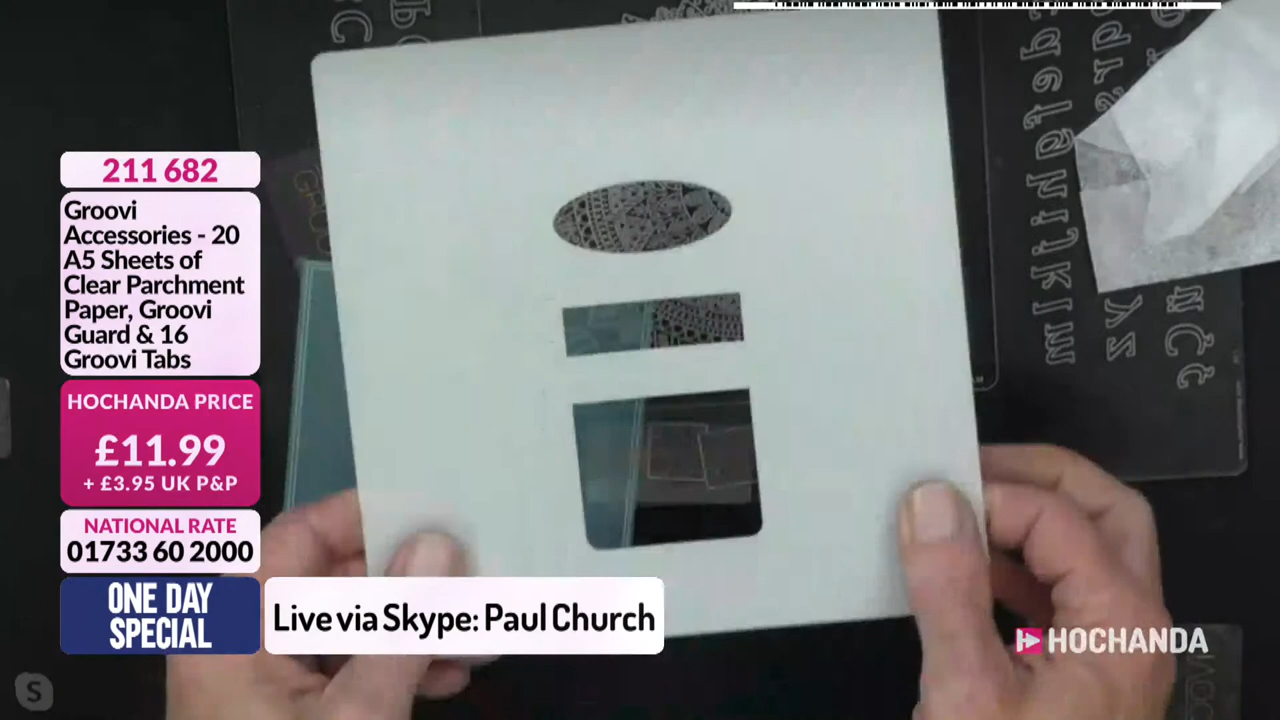 211 682
Groovi
Accessories - 20
A5 Sheets of
Clear Parchment
Paper, Groovi
Guard & 16
Groovi Tabs
HOCHANDA PRICE
£11.99
+ £3.95 UK P&P
NATIONAL RATE
01733 60 2000
ONE DAY
SPECIAL
Live via Skype: Paul Church
HOCHANDA
S